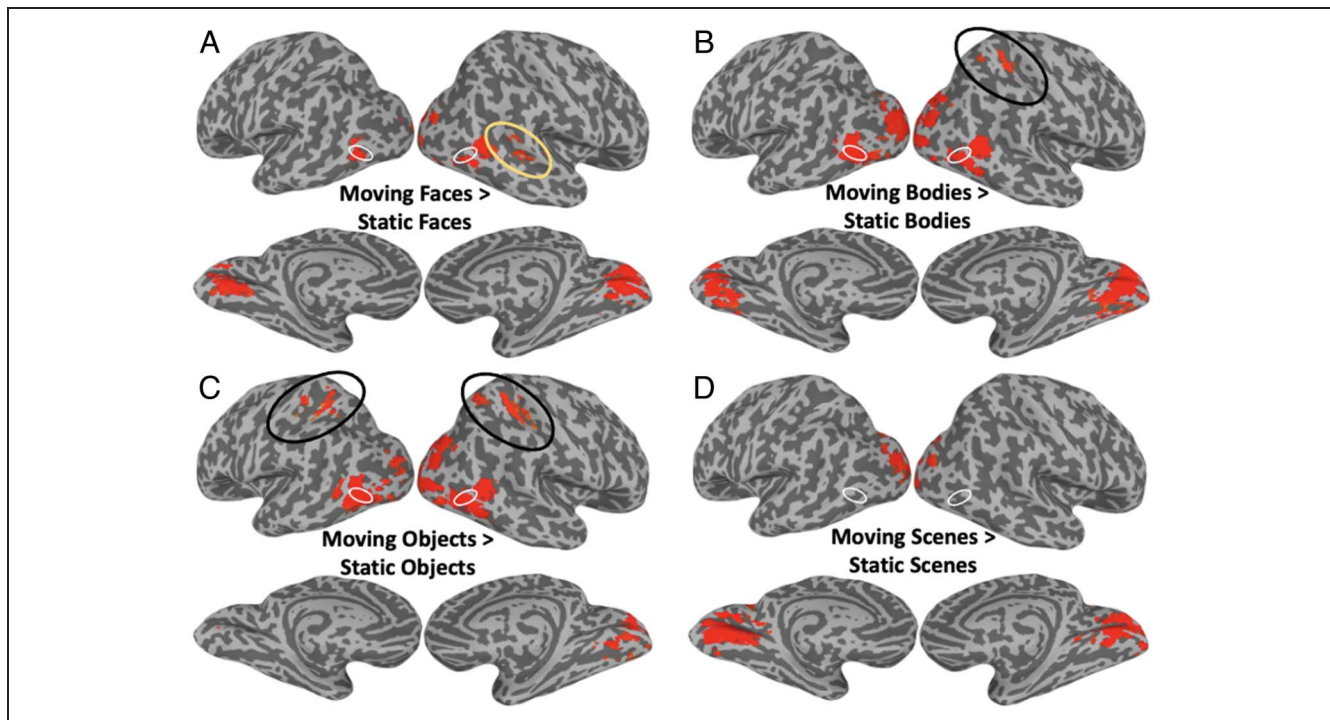 A
B
Moving Faces >
Static Faces
Moving Bodies >
Static Bodies
C
D
Moving Objects >
Static Objects
Moving Scenes >
Static Scenes